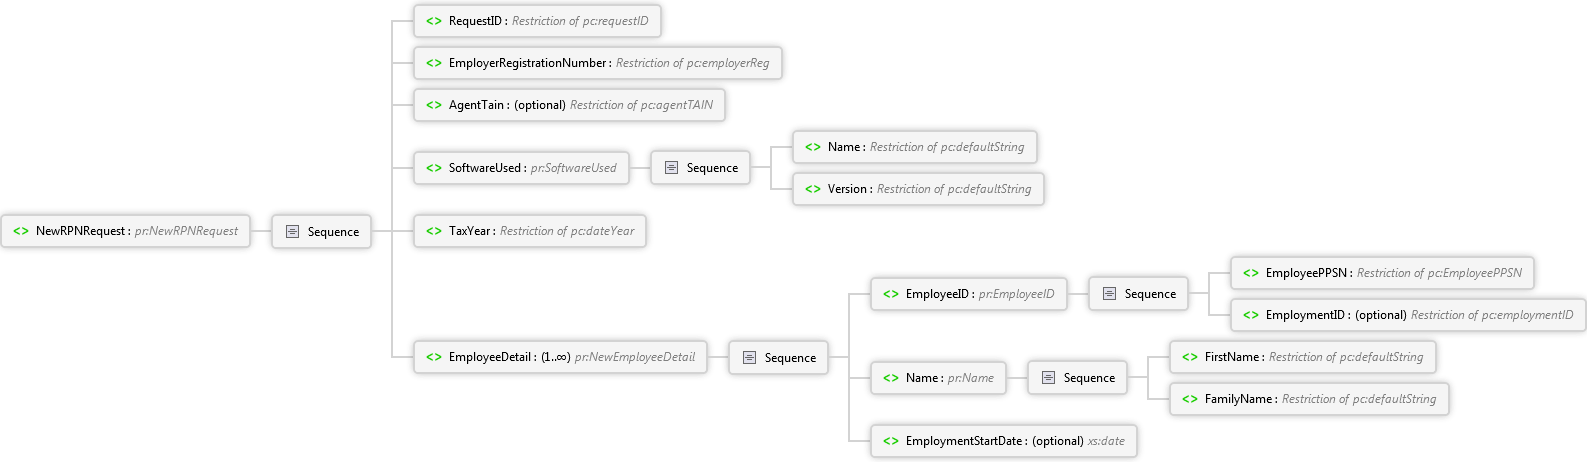 <> RequestID : Restriction of pc:requestID
<> EmployerRegistrationNumber : Restriction of pc:employerReg
<> AgentTain : (optional) Restriction of pc:agentTAIN
<> SoftwareUsed : pr:SoftwareUsed
Sequence
<> Name : Restriction of pc:defaultString
<> Version : Restriction of pc:defaultString
<> NewRPNRequest : pr:NewRPNRequest
Sequence
<> TaxYear : Restriction of pc:dateYear
<> EmployeeDetail : (1..∞) pr:NewEmployeeDetail
Sequence
<> EmployeeID : pr:EmployeeID
Sequence
<> EmployeePPSN : Restriction of pc:EmployeePPSN
<> EmploymentID : (optional) Restriction of pc:employmentID
<> Name : pr:Name
Sequence
<> FirstName : Restriction of pc:defaultString
<> FamilyName : Restriction of pc:defaultString
<> EmploymentStartDate : (optional) xs:date